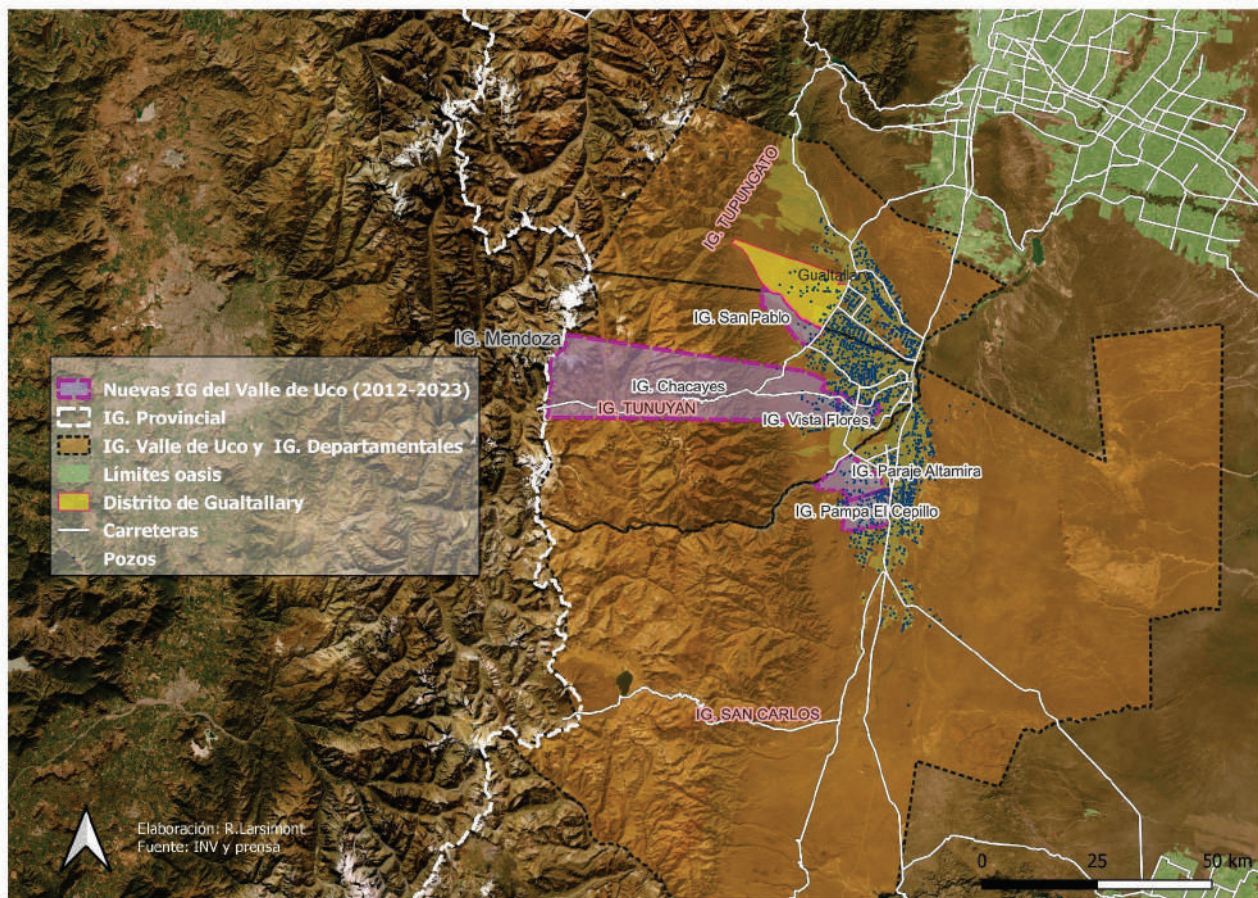 IG. TUPUNGATO
Gualtallary
IG. San Pablo
IG. Mendoza
IG. Chacayes
IG. TUNUYAN
IG. Vista Flores
IG. Paraje Altamira
IG. Pampa El Cepillo
IG. SAN CARLOS
Nuevas IG del Valle de Uco (2012-2023)
IG. Provincial
IG. Valle de Uco y IG. Departamentales
Límites oasis
Distrito de Gualtallary
Carreteras
Pozos
Elaboración: R.Larsimont
Fuente: INV y prensa
0 25 50 km